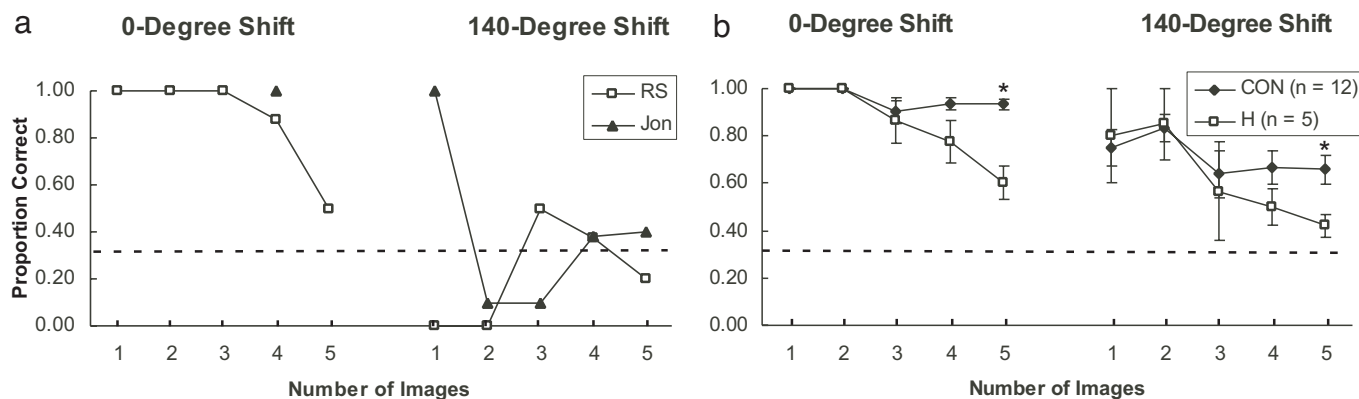 a
0-Degree Shift 140-Degree Shift
Proportion Correct
1.00
0.80
0.60
0.40
0.20
0.00
RS
Jon
1 2 3 4 5 1 2 3 4 5
Number of Images
b
0-Degree Shift 140-Degree Shift
1.00
0.80
0.60
0.40
0.20
0.00
*
*
CON (n = 12)
H (n = 5)
1 2 3 4 5 1 2 3 4 5
Number of Images